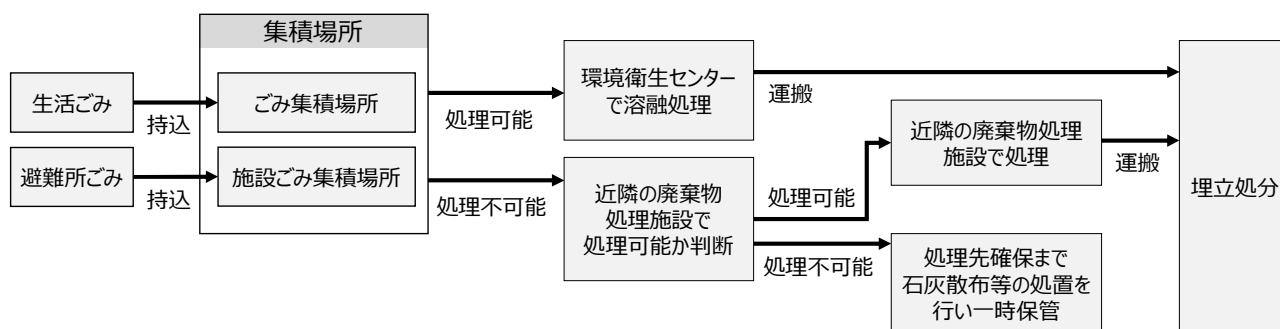 集積場所
生活ごみ
持込
ごみ集積場所
避難所ごみ
持込
施設ごみ集積場所
処理可能
処理不可能
環境衛生センター
で溶融処理
運搬
近隣の廃棄物
処理施設で
処理可能か判断
処理可能
処理不可能
近隣の廃棄物処理
施設で処理
運搬
処理先確保まで
石灰散布等の処置を
行い一時保管
埋立処分